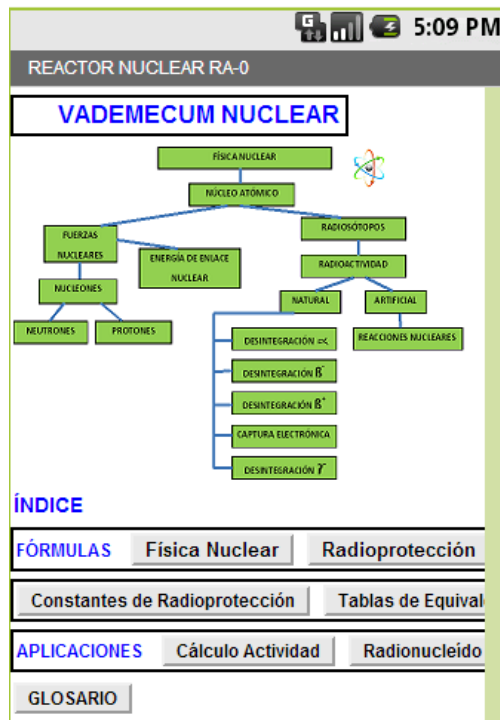 5:09 PM
REACTOR NUCLEAR RA-0
VADEMECUM NUCLEAR
FÍSICA NUCLEAR
NÚCLEO ATÓMICO
FUERZAS
NUCLEARES
ENERGÍA DE ENLACE
NUCLEAR
RADISÓTOPOS
RADIOACTIVIDAD
NUCLEONES
NATURAL
ARTIFICIAL
NEUTRONES
PROTONES
REACCIONES NUCLEARES
DESINTEGRACIÓN ∝
DESINTEGRACIÓN β⁻
DESINTEGRACIÓN β⁺
CAPTURA ELECTRÓNICA
DESINTEGRACIÓN γ
ÍNDICE
FÓRMULAS Física Nuclear Radioprotección
Constantes de Radioprotección Tablas de Equival
APLICACIONES Cálculo Actividad Radionucleído
GLOSARIO